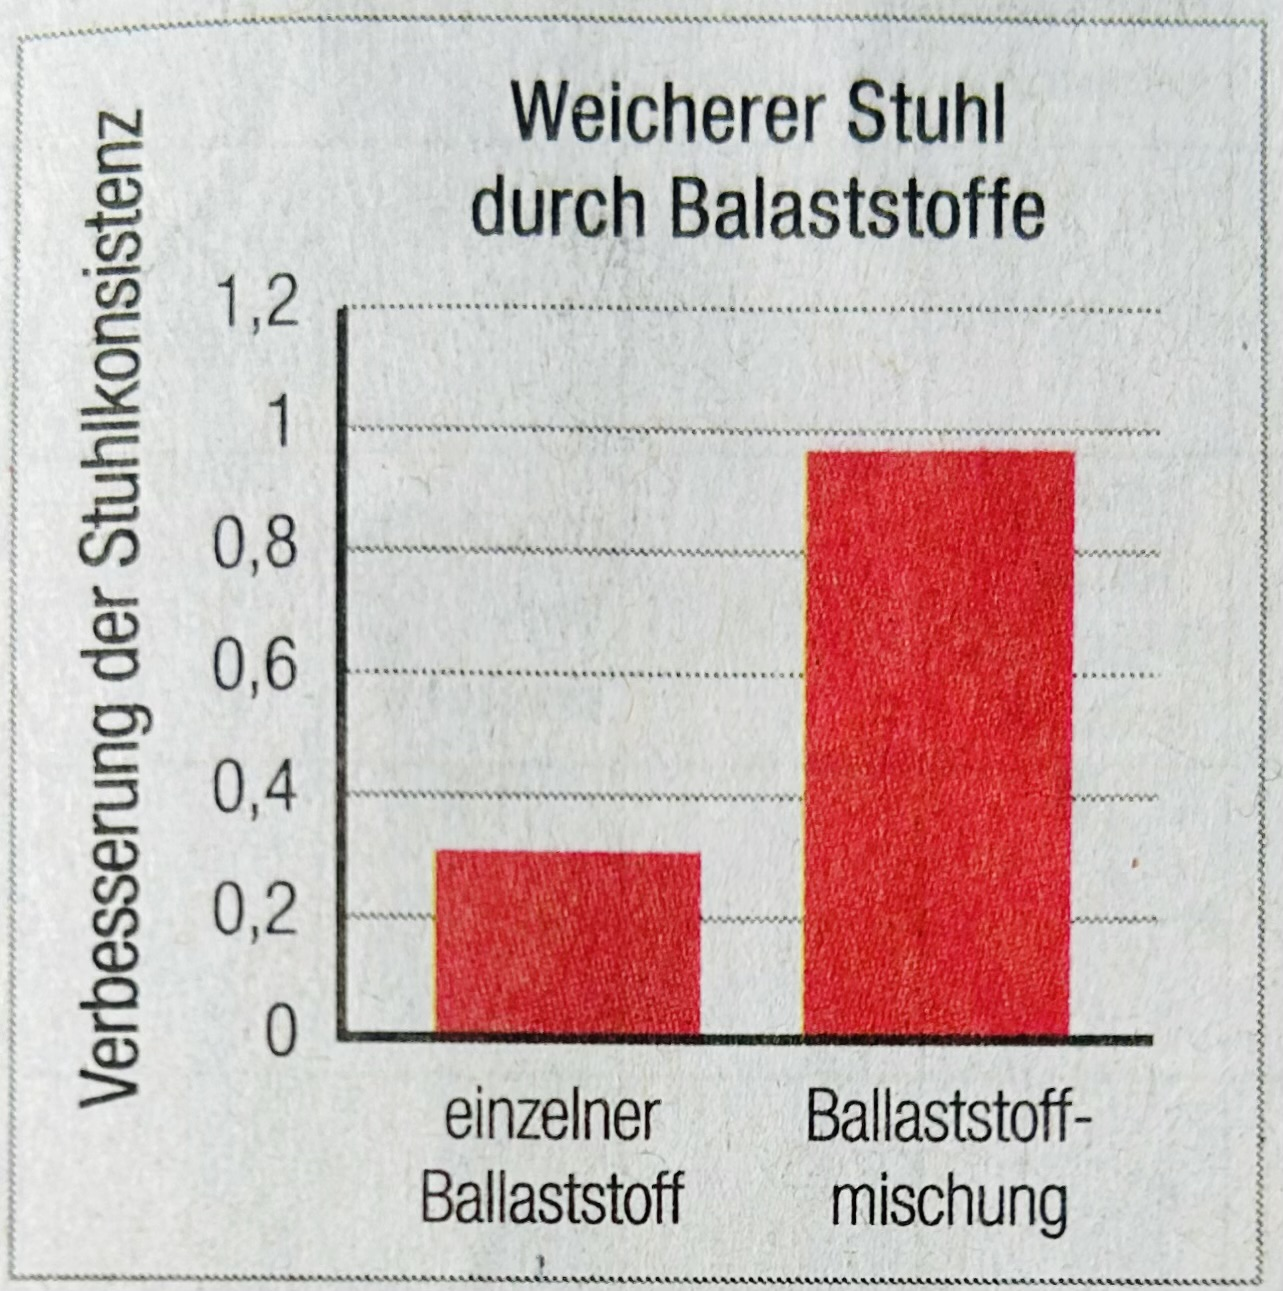 Weicherer Stuhl
durch Balaststoffe
Verbesserung der Stuhlkonsistenz
1,2
1
0,8
0,6
0,4
0,2
0
einzelner
Ballaststoff
Ballaststoff-
mischung